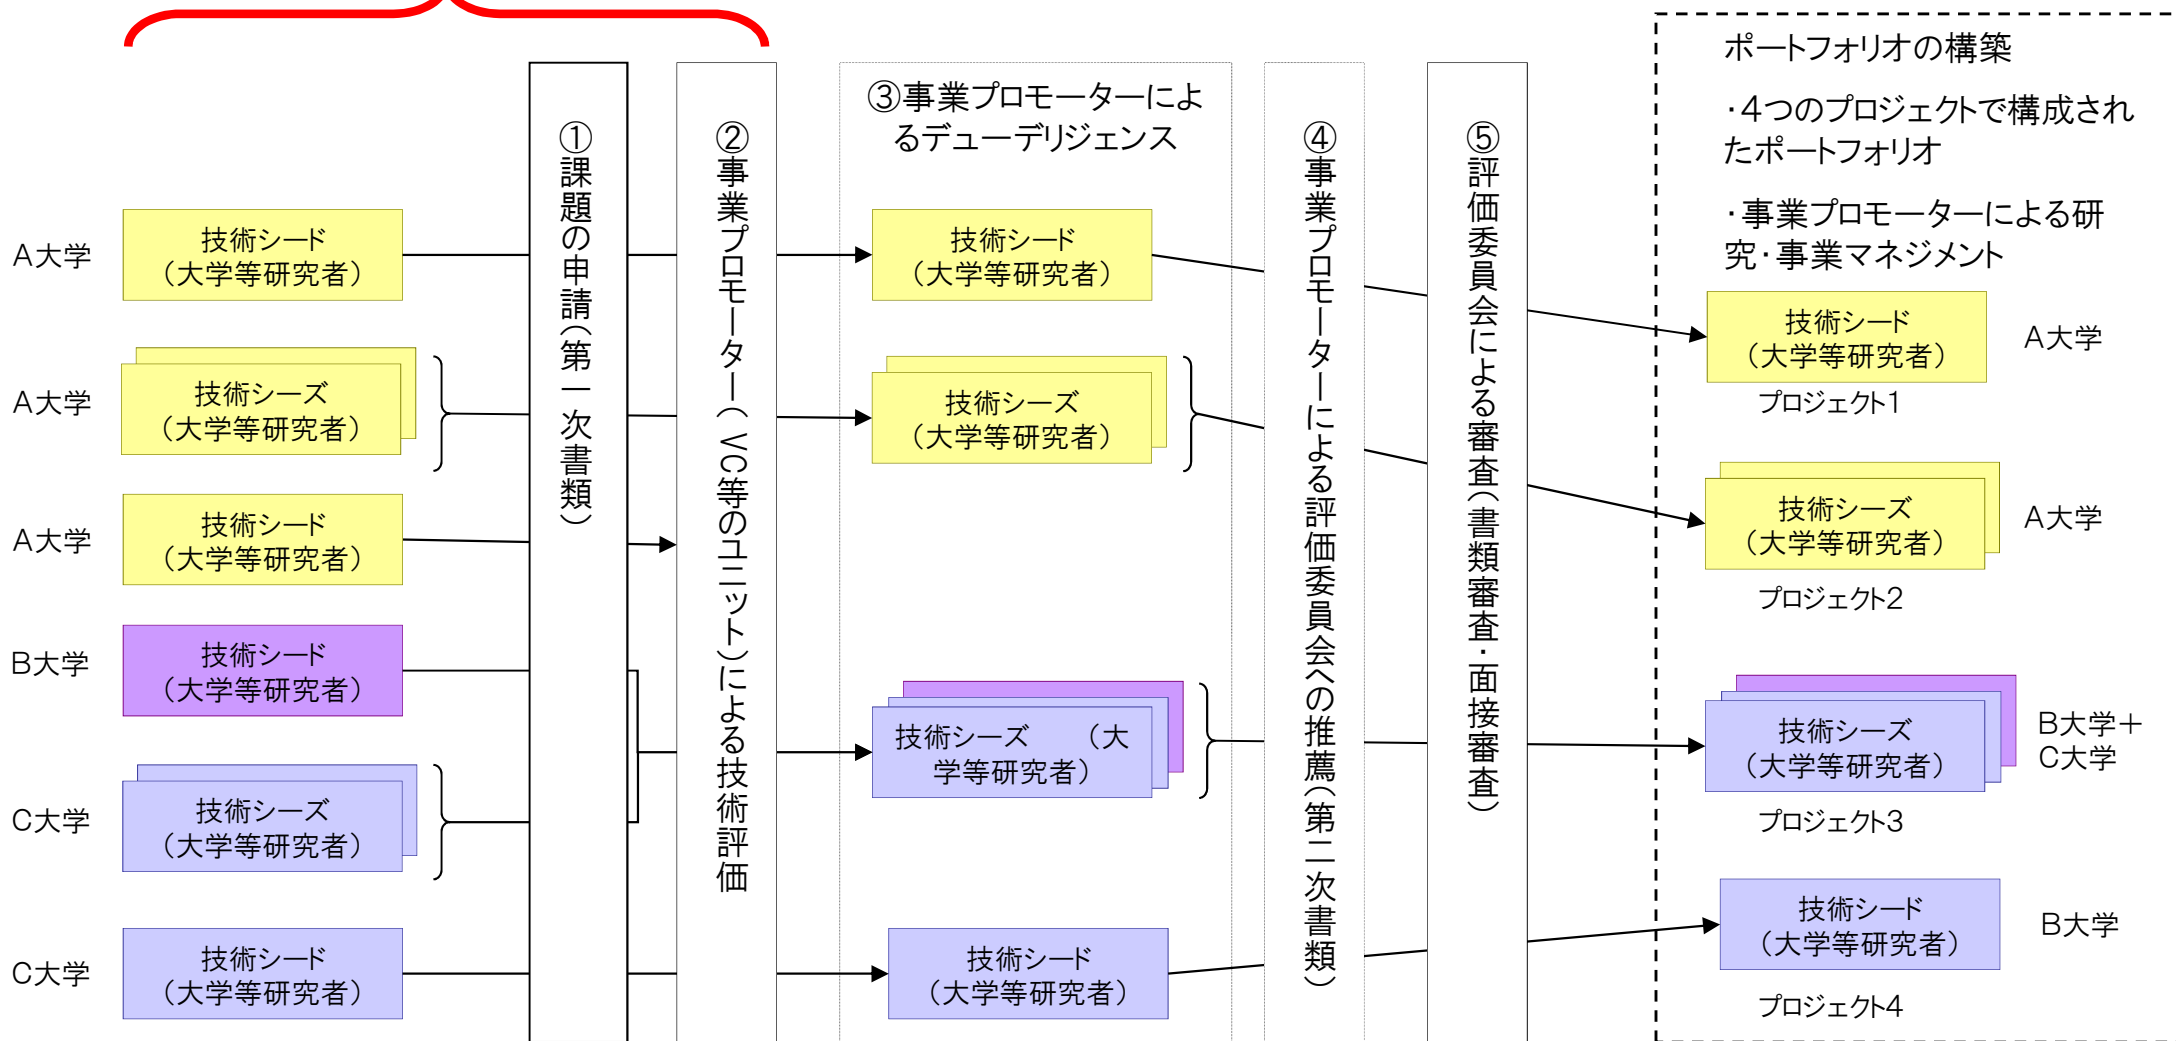 A大学
技術シード
（大学等研究者）
A大学
技術シーズ
（大学等研究者）
A大学
技術シード
（大学等研究者）
B大学
技術シード
（大学等研究者）
C大学
技術シーズ
（大学等研究者）
C大学
技術シード
（大学等研究者）
①課題の申請（第一次書類）
②事業プロモーター（VC等のユニット）による技術評価
③事業プロモーターによ
るデューデリジェンス
技術シード
（大学等研究者）
技術シーズ
（大学等研究者）
技術シーズ　（大
学等研究者）
技術シード
（大学等研究者）
④事業プロモーターによる評価委員会への推薦（第二次書類）
⑤評価委員会による審査（書類審査・面接審査）
ポートフォリオの構築
・4つのプロジェクトで構成され
たポートフォリオ
・事業プロモーターによる研
究・事業マネジメント
技術シード
（大学等研究者）
A大学
プロジェクト1
技術シーズ
（大学等研究者）
A大学
プロジェクト2
技術シーズ
（大学等研究者）
B大学＋
C大学
プロジェクト3
技術シード
（大学等研究者）
B大学
プロジェクト4